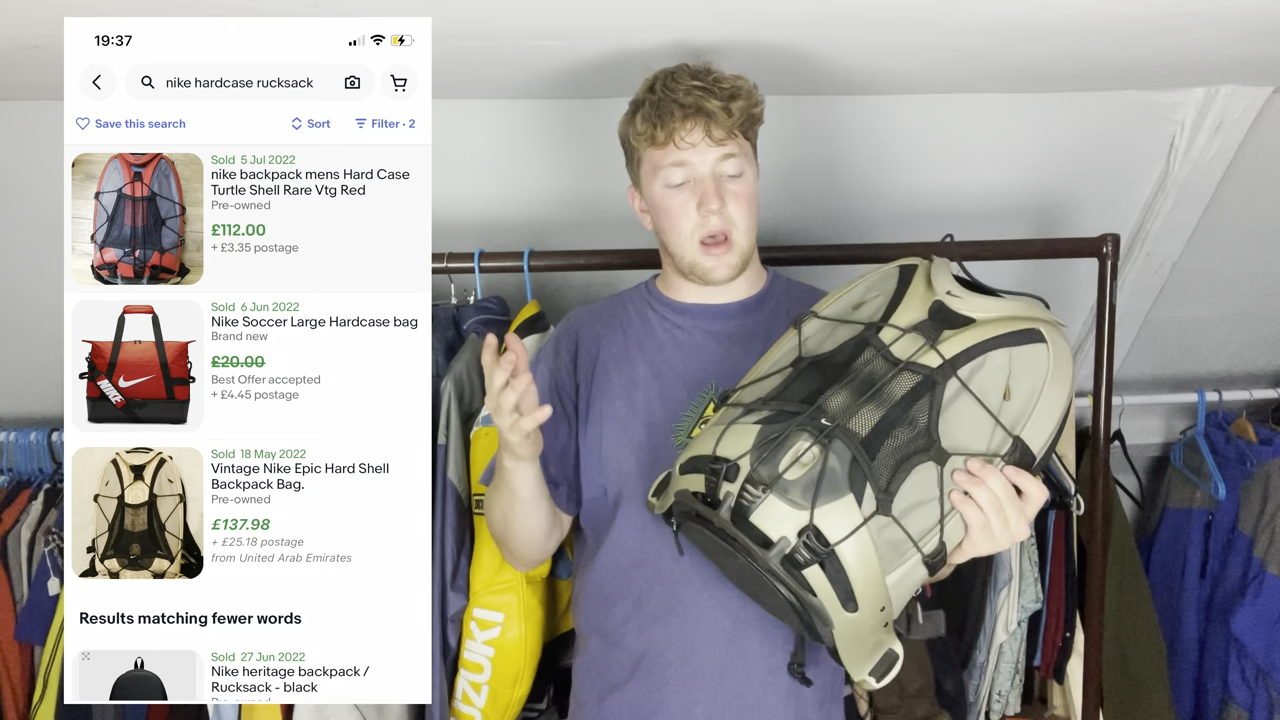 19:37
nike hardcase rucksack
Save this search
Sort
Filter · 2
Sold 5 Jul 2022
nike backpack mens Hard Case
Turtle Shell Rare Vtg Red
Pre-owned
£112.00
+ £3.35 postage
Sold 6 Jun 2022
Nike Soccer Large Hardcase bag
Brand new
£20.00
Best Offer accepted
+ £4.45 postage
NIKE
Sold 18 May 2022
Vintage Nike Epic Hard Shell
Backpack Bag.
Pre-owned
£137.98
+ £25.18 postage
from United Arab Emirates
Results matching fewer words
Sold 27 Jun 2022
Nike heritage backpack /
Rucksack - black
UZUKI